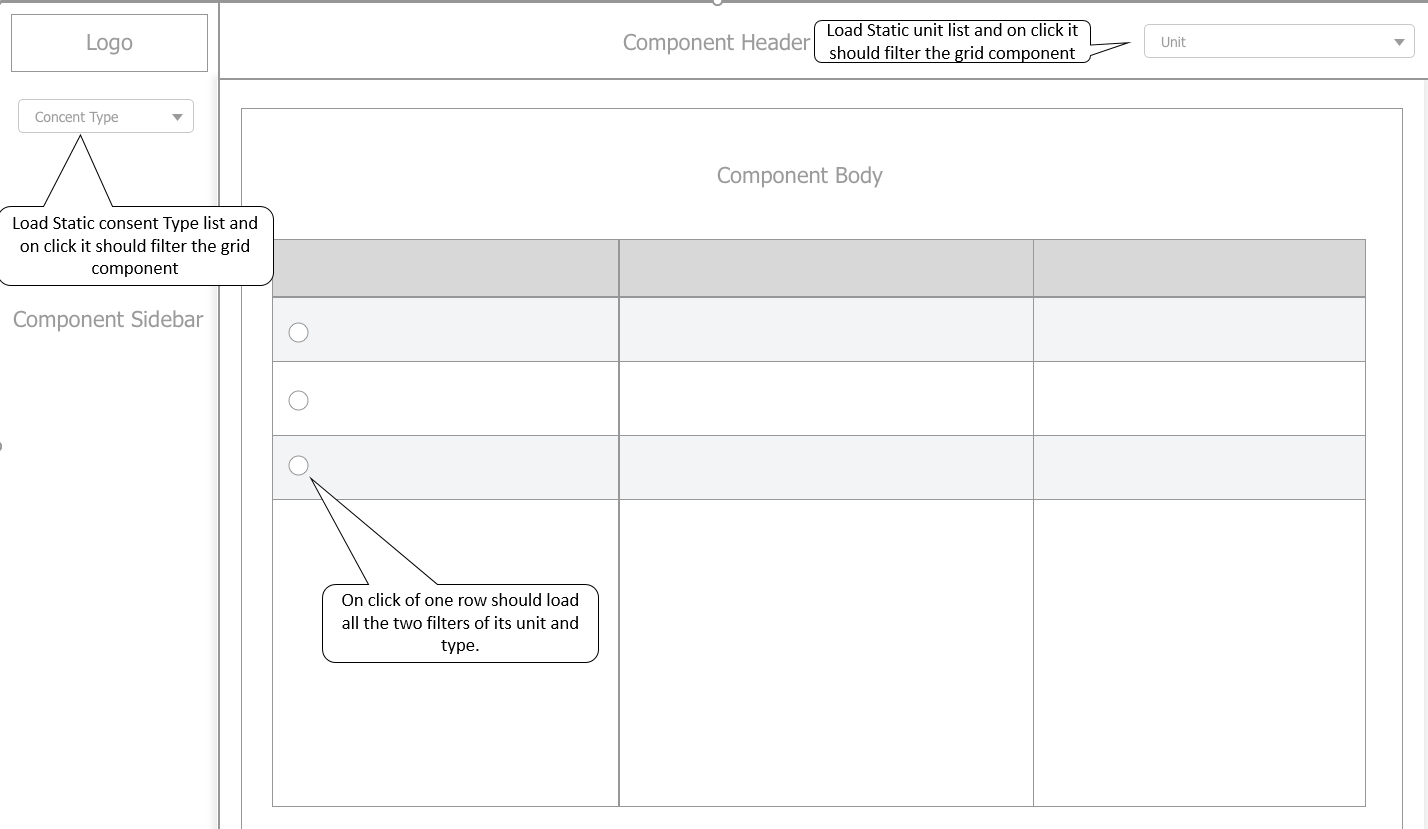 Logo
Component Header
Load Static unit list and on click it
should filter the grid component
Unit
Concent Type
Load Static consent Type list and
on click it should filter the grid
component
Component Sidebar
Component Body
On click of one row should load
all the two filters of its unit and
type.